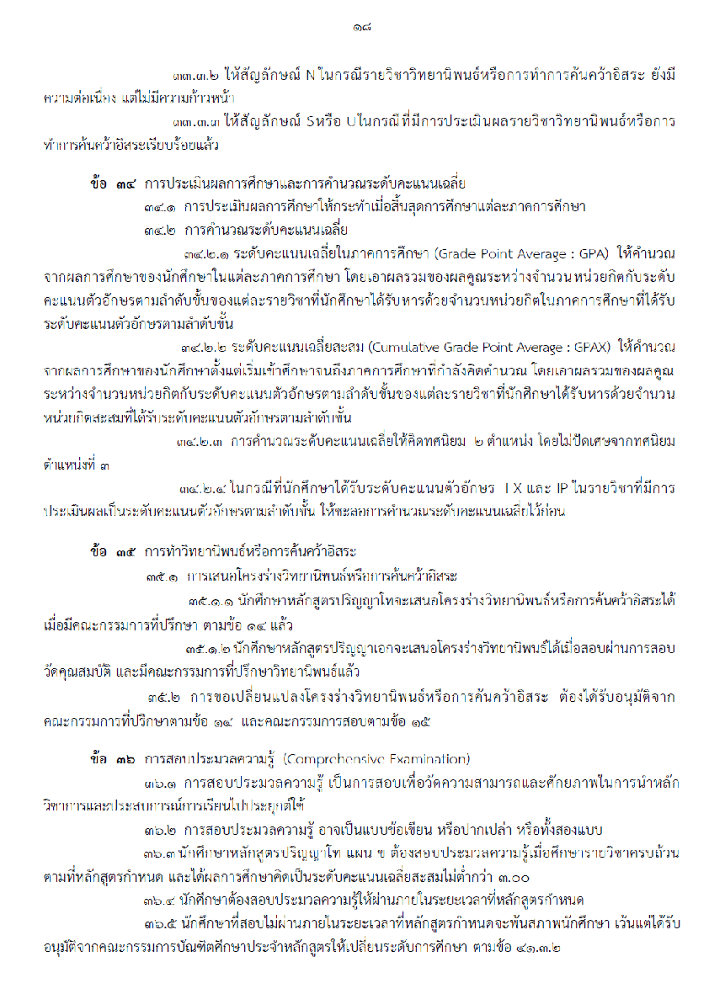 ๑๘
๓๓.๓.๒ ให้สัญลักษณ์ N ในกรณีรายวิชาวิทยานิพนธ์หรือการทำการค้นคว้าอิสระ ยังมี
ความต่อเนื่อง แต่ไม่มีความก้าวหน้า
๓๓.๓.๓ ให้สัญลักษณ์ S หรือ U ในกรณีที่มีการประเมินผลรายวิชาวิทยานิพนธ์หรือการ
ทำการค้นคว้าอิสระเรียบร้อยแล้ว
ข้อ ๓๔ การประเมินผลการศึกษาและการคำนวณระดับคะแนนเฉลี่ย
๓๔.๑ การประเมินผลการศึกษาให้กระทำเมื่อสิ้นสุดการศึกษาแต่ละภาคการศึกษา
๓๔.๒ การคำนวณระดับคะแนนเฉลี่ย
๓๔.๒.๑ ระดับคะแนนเฉลี่ยในภาคการศึกษา (Grade Point Average : GPA) ให้คำนวณ
จากผลการศึกษาของนักศึกษาในแต่ละภาคการศึกษา โดยเอาผลรวมของผลคูณระหว่างจำนวนหน่วยกิตกับระดับ
คะแนนตัวอักษรตามลำดับขั้นของแต่ละรายวิชาที่นักศึกษาได้รับหารด้วยจำนวนหน่วยกิตในภาคการศึกษาที่ได้รับ
ระดับคะแนนตัวอักษรตามลำดับขั้น
๓๔.๒.๒ ระดับคะแนนเฉลี่ยสะสม (Cumulative Grade Point Average : GPAX) ให้คำนวณ
จากผลการศึกษาของนักศึกษาตั้งแต่เริ่มเข้าศึกษาจนถึงภาคการศึกษาที่กำลังคิดคำนวณ โดยเอาผลรวมของผลคูณ
ระหว่างจำนวนหน่วยกิตกับระดับคะแนนตัวอักษรตามลำดับขั้นของแต่ละรายวิชาที่นักศึกษาได้รับหารด้วยจำนวน
หน่วยกิตสะสมที่ได้รับระดับคะแนนตัวอักษรตามลำดับขั้น
๓๔.๒.๓ การคำนวณระดับคะแนนเฉลี่ยให้คิดทศนิยม ๒ ตำแหน่ง โดยไม่ปัดเศษจากทศนิยม
ตำแหน่งที่ ๓
๓๔.๒.๔ ในกรณีที่นักศึกษาได้รับระดับคะแนนตัวอักษร I X และ IP ในรายวิชาที่มีการ
ประเมินผลเป็นระดับคะแนนตัวอักษรตามลำดับขั้น ให้ชะลอการคำนวณระดับคะแนนเฉลี่ยไว้ก่อน
ข้อ ๓๕ การทำวิทยานิพนธ์หรือการค้นคว้าอิสระ
๓๕.๑ การเสนอโครงร่างวิทยานิพนธ์หรือการค้นคว้าอิสระ
๓๕.๑.๑ นักศึกษาหลักสูตรปริญญาโทจะเสนอโครงร่างวิทยานิพนธ์หรือการค้นคว้าอิสระได้
เมื่อมีคณะกรรมการที่ปรึกษา ตามข้อ ๑๔ แล้ว
๓๕.๑.๒ นักศึกษาหลักสูตรปริญญาเอกจะเสนอโครงร่างวิทยานิพนธ์ได้เมื่อสอบผ่านการสอบ
วัดคุณสมบัติ และมีคณะกรรมการที่ปรึกษาวิทยานิพนธ์แล้ว
๓๕.๒ การขอเปลี่ยนแปลงโครงร่างวิทยานิพนธ์หรือการค้นคว้าอิสระ ต้องได้รับอนุมัติจาก
คณะกรรมการที่ปรึกษาตามข้อ ๑๔ และคณะกรรมการสอบตามข้อ ๑๕
ข้อ ๓๖ การสอบประมวลความรู้ (Comprehensive Examination)
๓๖.๑ การสอบประมวลความรู้ เป็นการสอบเพื่อวัดความสามารถและศักยภาพในการนำหลัก
วิชาการและประสบการณ์การเรียนไปประยุกต์ใช้
๓๖.๒ การสอบประมวลความรู้ อาจเป็นแบบข้อเขียน หรือปากเปล่า หรือทั้งสองแบบ
๓๖.๓ นักศึกษาหลักสูตรปริญญาโท แผน ข ต้องสอบประมวลความรู้เมื่อศึกษารายวิชาครบถ้วน
ตามที่หลักสูตรกำหนด และได้ผลการศึกษาคิดเป็นระดับคะแนนเฉลี่ยสะสมไม่ต่ำกว่า ๓.๐๐
๓๖.๔ นักศึกษาต้องสอบประมวลความรู้ให้ผ่านภายในระยะเวลาที่หลักสูตรกำหนด
๓๖.๕ นักศึกษาที่สอบไม่ผ่านภายในระยะเวลาที่หลักสูตรกำหนดจะพ้นสภาพนักศึกษา เว้นแต่ได้รับ
อนุมัติจากคณะกรรมการบัณฑิตศึกษาประจำหลักสูตรให้เปลี่ยนระดับการศึกษา ตามข้อ ๔๑.๓.๒